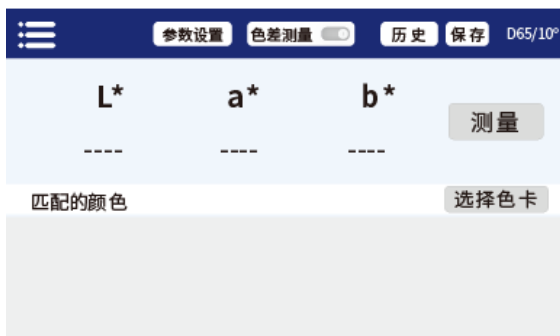 参数设置 色差测量 历史 保存 D65/10°
L* a* b*
测量
---- ---- ----
匹配的颜色 选择色卡